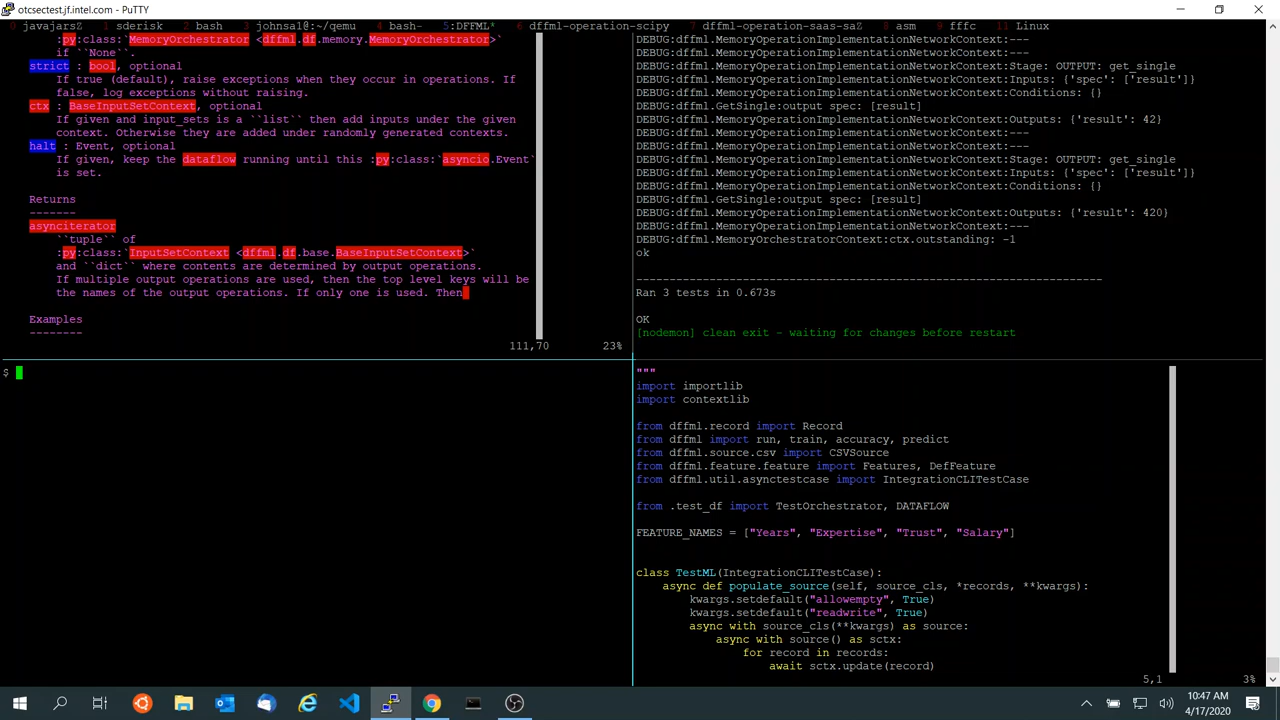 otcsectest.jf.intel.com - PuTTY
0 javajarsZ 1 sderisk 2 bash 3 johnsa1@:~/qemu 4 bash- 5:DFFML* 6 dffml-operation-scipy 7 dffml-operation-saas-saZ 8 asm 9 fffc 11 Linux
:py:class:`MemoryOrchestrator <dffml.df.memory.MemoryOrchestrator>`
if ``None``.
strict : bool, optional
If true (default), raise exceptions when they occur in operations. If
false, log exceptions without raising.
ctx : BaseInputSetContext, optional
If given and input_sets is a ``list`` then add inputs under the given
context. Otherwise they are added under randomly generated contexts.
halt : Event, optional
If given, keep the dataflow running until this :py:class:`asyncio.Event`
is set.
Returns
-------
asynciterator
``tuple`` of
:py:class:`InputSetContext <dffml.df.base.BaseInputSetContext>`
and ``dict`` where contents are determined by output operations.
If multiple output operations are used, then the top level keys will be
the names of the output operations. If only one is used. Then
Examples
--------
111,70 23%
DEBUG:dffml.MemoryOperationImplementationNetworkContext:---
DEBUG:dffml.MemoryOperationImplementationNetworkContext:---
DEBUG:dffml.MemoryOperationImplementationNetworkContext:Stage: OUTPUT: get_single
DEBUG:dffml.MemoryOperationImplementationNetworkContext:Inputs: {'spec': ['result']}
DEBUG:dffml.MemoryOperationImplementationNetworkContext:Conditions: {}
DEBUG:dffml.GetSingle:output spec: [result]
DEBUG:dffml.MemoryOperationImplementationNetworkContext:Outputs: {'result': 42}
DEBUG:dffml.MemoryOperationImplementationNetworkContext:---
DEBUG:dffml.MemoryOperationImplementationNetworkContext:Stage: OUTPUT: get_single
DEBUG:dffml.MemoryOperationImplementationNetworkContext:Inputs: {'spec': ['result']}
DEBUG:dffml.MemoryOperationImplementationNetworkContext:Conditions: {}
DEBUG:dffml.GetSingle:output spec: [result]
DEBUG:dffml.MemoryOperationImplementationNetworkContext:Outputs: {'result': 420}
DEBUG:dffml.MemoryOperationImplementationNetworkContext:---
DEBUG:dffml.MemoryOrchestratorContext:ctx.outstanding: -1
ok
----------------------------------------------------------------------
Ran 3 tests in 0.673s
OK
[nodemon] clean exit - waiting for changes before restart
$
"""
import importlib
import contextlib
from dffml.record import Record
from dffml import run, train, accuracy, predict
from dffml.source.csv import CSVSource
from dffml.feature.feature import Features, DefFeature
from dffml.util.asynctestcase import IntegrationCLITestCase
from .test_df import TestOrchestrator, DATAFLOW
FEATURE_NAMES = ["Years", "Expertise", "Trust", "Salary"]
class TestML(IntegrationCLITestCase):
async def populate_source(self, source_cls, *records, **kwargs):
kwargs.setdefault("allowempty", True)
kwargs.setdefault("readwrite", True)
async with source_cls(**kwargs) as source:
async with source() as sctx:
for record in records:
await sctx.update(record)
5,1 3%
10:47 AM
4/17/2020